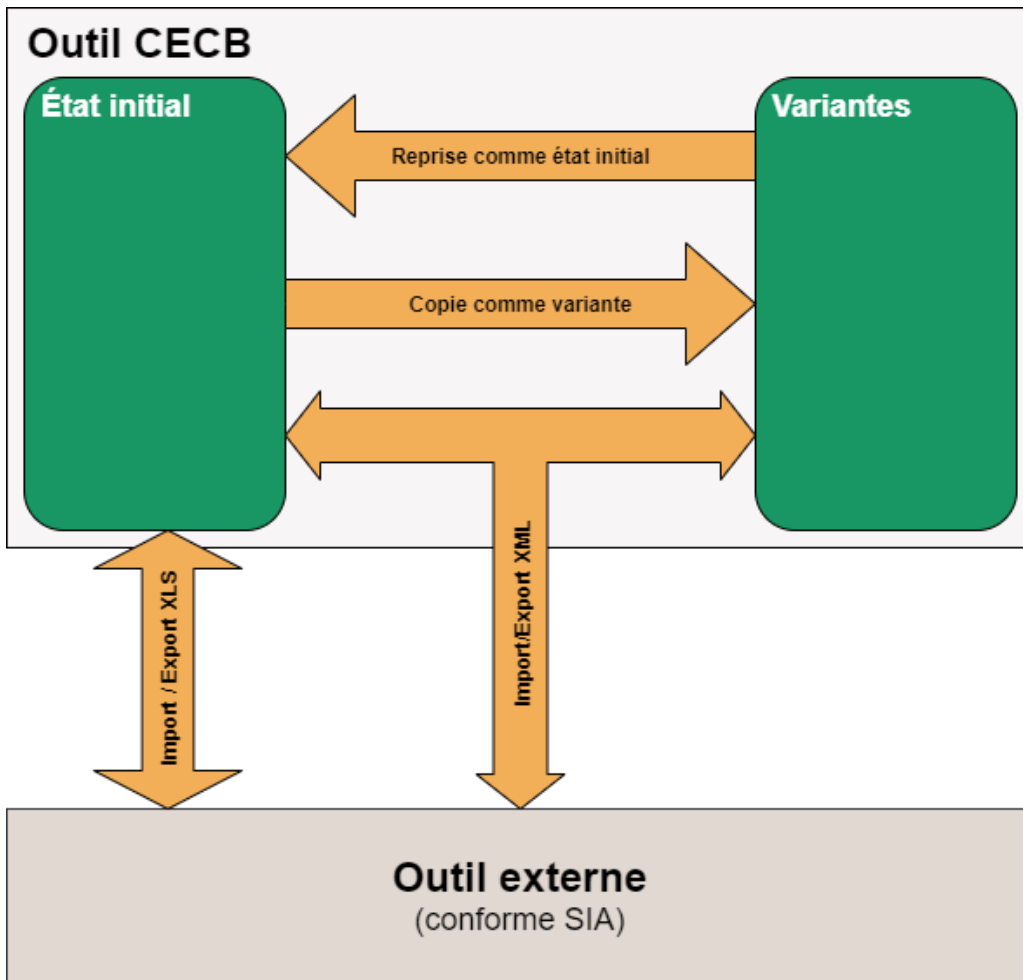 Outil CECB
État initial
Variantes
Reprise comme état initial
Copie comme variante
Import / Export XLS
Import/Export XML
Outil externe
(conforme SIA)